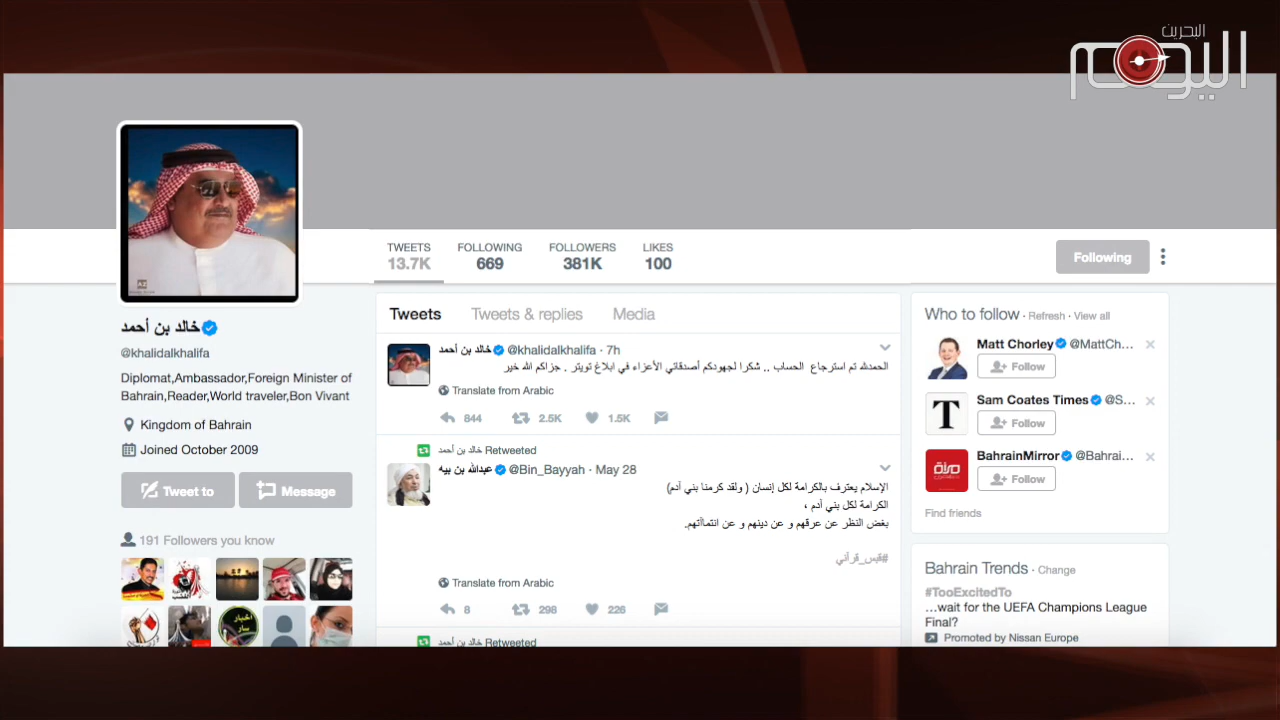 البحرين
اليوم
TWEETS
13.7K
FOLLOWING
669
FOLLOWERS
381K
LIKES
100
Following
خالد بن أحمد
@khalidalkhalifa
Diplomat,Ambassador,Foreign Minister of
Bahrain,Reader,World traveler,Bon Vivant
Kingdom of Bahrain
Joined October 2009
Tweet to
Message
191 Followers you know
اخبار
Tweets
Tweets & replies
Media
خالد بن أحمد @khalidalkhalifa · 7h
الحمدلله تم استرجاع الحساب .. شكرا لجهودكم أصدقائي الأعزاء في ابلاغ تويتر . جزاكم الله خير
Translate from Arabic
844
2.5K
1.5K
خالد بن أحمد Retweeted
عبدالله بن بيه @Bin_Bayyah · May 28
الإسلام يعترف بالكرامة لكل إنسان ( ولقد كرمنا بني آدم)
الكرامة لكل بني آدم ،
بغض النظر عن عرقهم و عن دينهم و عن انتمآتهم.
#قبس_قرآني
Translate from Arabic
8
298
226
خالد بن أحمد Retweeted
Who to follow · Refresh · View all
Matt Chorley @MattCh...
Follow
T
Sam Coates Times @S...
Follow
مرآة
BahrainMirror @Bahrai...
Follow
Find friends
Bahrain Trends · Change
#TooExcitedTo
...wait for the UEFA Champions League
Final?
Promoted by Nissan Europe